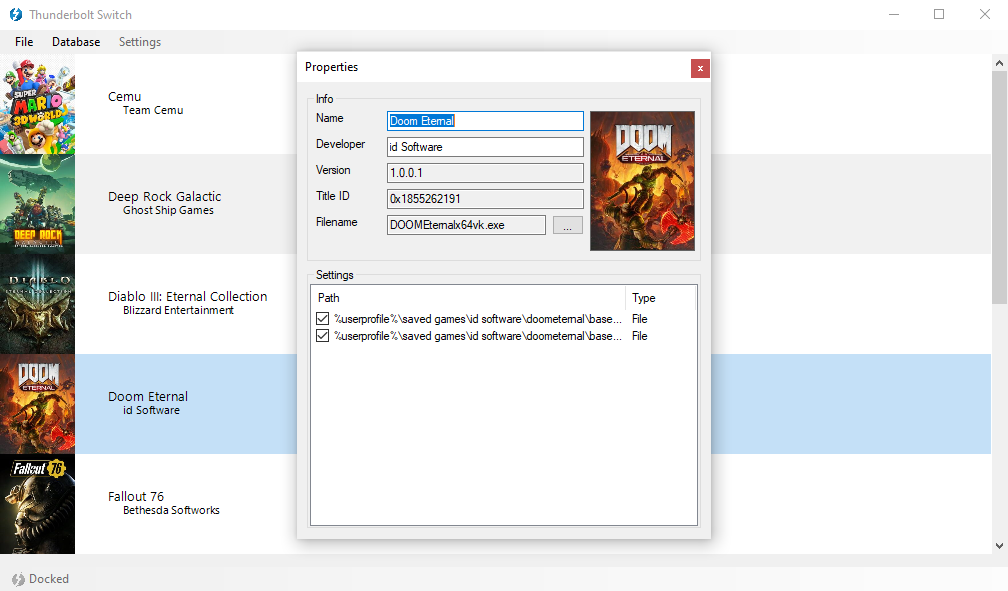 Thunderbolt Switch
File Database Settings
SUPER
MARIO
3D WORLD
Cemu
Team Cemu
DEEP ROCK
GALACTIC
Deep Rock Galactic
Ghost Ship Games
DIABLO
ETERNAL COLLECTION
Diablo III: Eternal Collection
Blizzard Entertainment
DOOM
ETERNAL
Doom Eternal
id Software
Fallout 76
Fallout 76
Bethesda Softworks
Docked
Properties
x
Info
Name Doom Eternal
Developer id Software
Version 1.0.0.1
Title ID 0x1855262191
Filename DOOMEternalx64vk.exe ...
DOOM
ETERNAL
Settings
Path Type
%userprofile%\saved games\id software\doometernal\base... File
%userprofile%\saved games\id software\doometernal\base... File